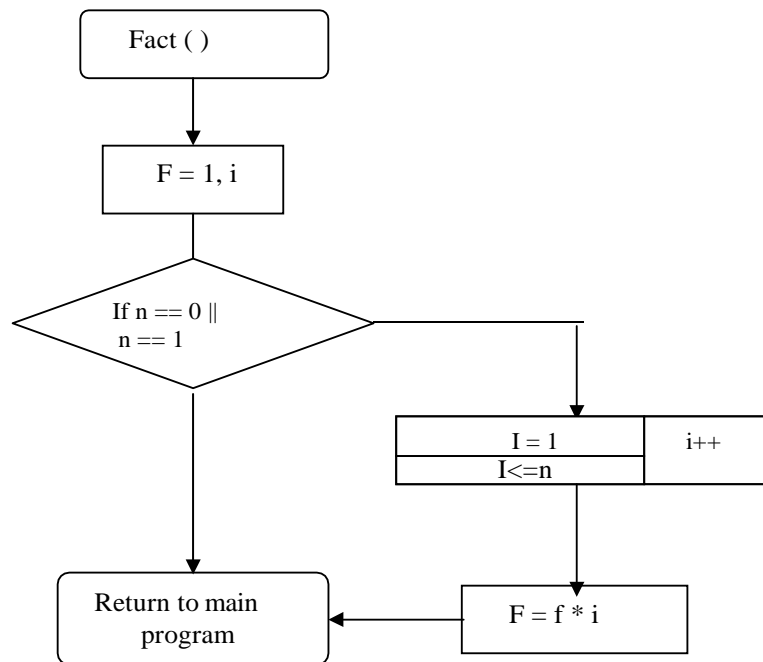 Fact ( )
F = 1, i
If n == 0 ||
n == 1
I = 1
i++
I<=n
F = f * i
Return to main
program